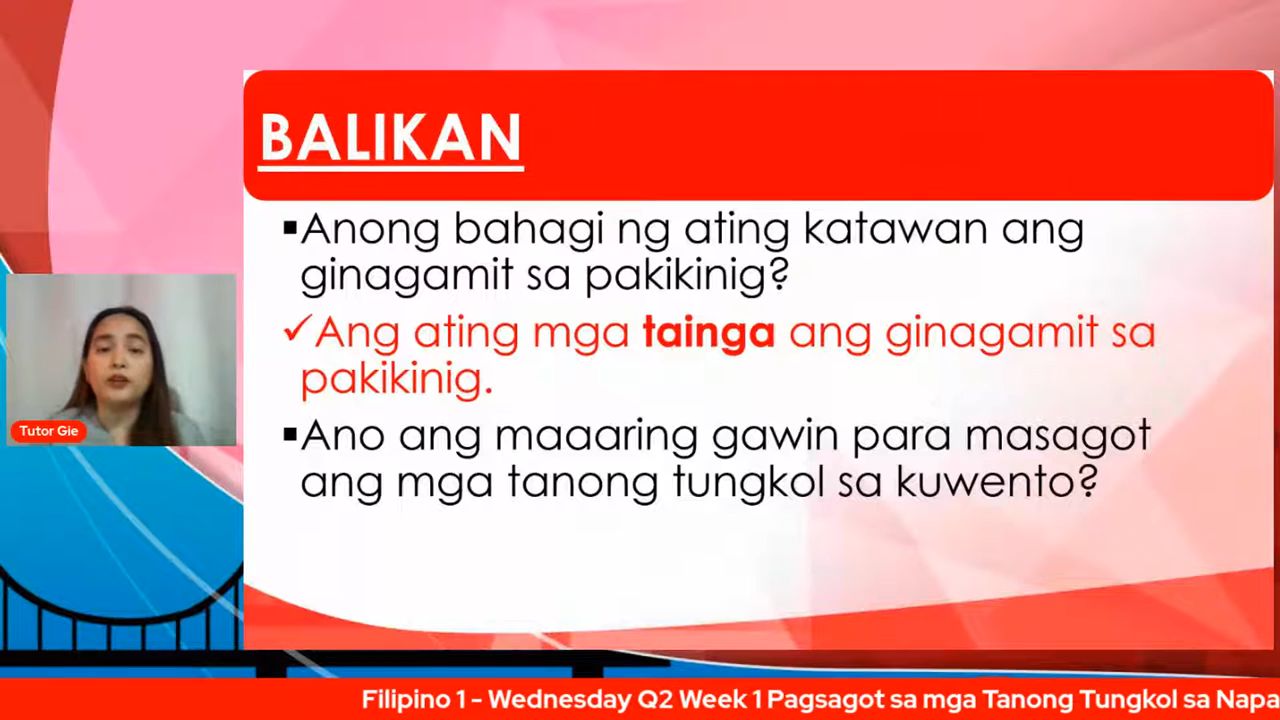 BALIKAN
▪Anong bahagi ng ating katawan ang
ginagamit sa pakikinig?
✓Ang ating mga tainga ang ginagamit sa
pakikinig.
▪Ano ang maaaring gawin para masagot
ang mga tanong tungkol sa kuwento?
Tutor Gie
Filipino 1 - Wednesday Q2 Week 1 Pagsagot sa mga Tanong Tungkol sa Napa